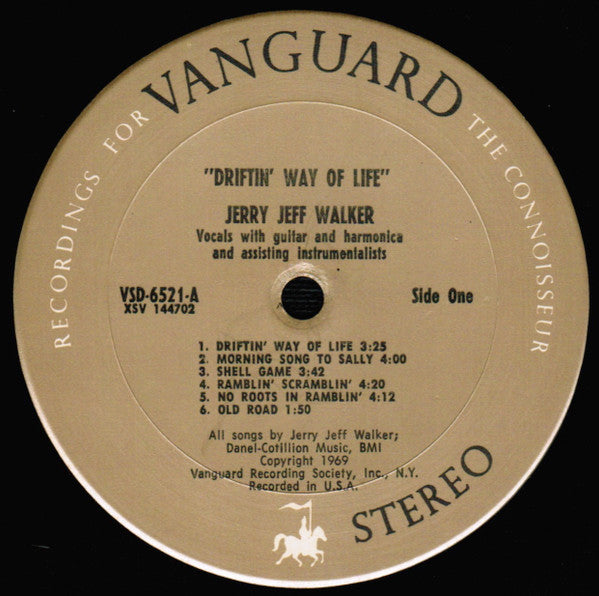 RECORDINGS FOR VANGUARD THE CONNOISSEUR
"DRIFTIN' WAY OF LIFE"
JERRY JEFF WALKER
Vocals with guitar and harmonica
and assisting instrumentalists
VSD-6521-A Side One
XSV 144702
1. DRIFTIN' WAY OF LIFE 3:25
2. MORNING SONG TO SALLY 4:00
3. SHELL GAME 3:42
4. RAMBLIN' SCRAMBLIN' 4:20
5. NO ROOTS IN RAMBLIN' 4:12
6. OLD ROAD 1:50
All songs by Jerry Jeff Walker;
Danel-Cotillion Music, BMI
Copyright 1969
Vanguard Recording Society, Inc., N.Y.
Recorded in U.S.A.
STEREO